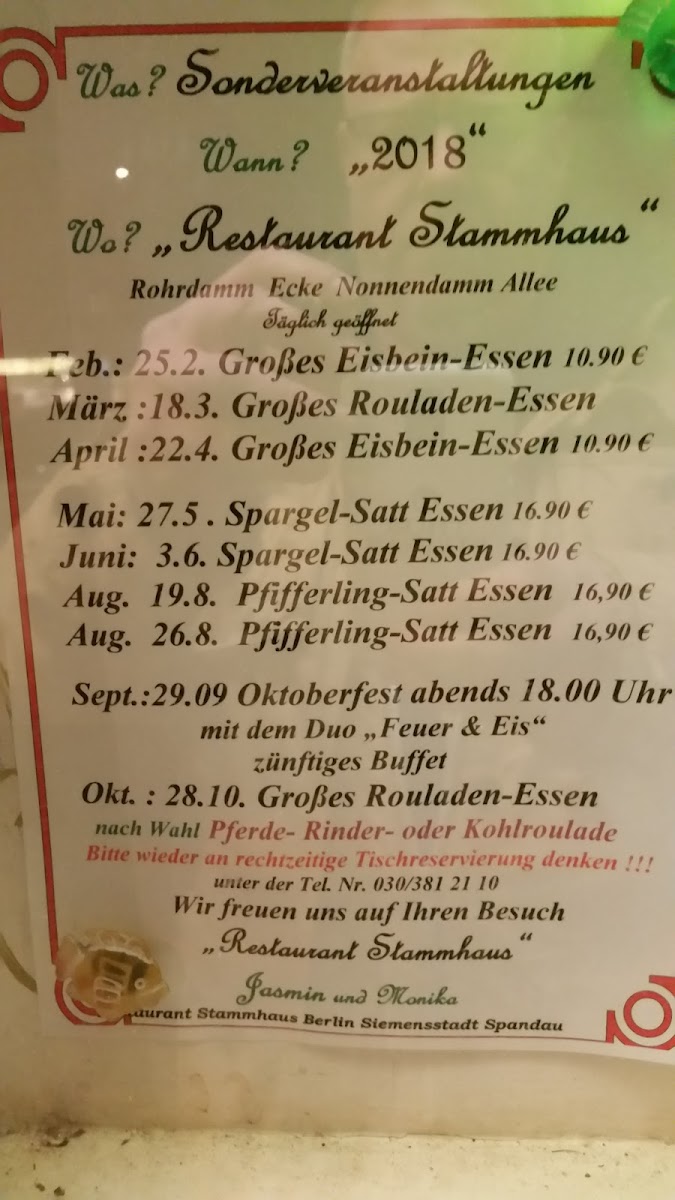 Was? Sonderveranstaltungen
Wann? „2018“
Wo? „Restaurant Stammhaus“
Rohrdamm Ecke Nonnendamm Allee
Täglich geöffnet
Feb.: 25.2. Großes Eisbein-Essen 10.90 €
März :18.3. Großes Rouladen-Essen
April :22.4. Großes Eisbein-Essen 10.90 €
Mai: 27.5 . Spargel-Satt Essen 16.90 €
Juni: 3.6. Spargel-Satt Essen 16.90 €
Aug. 19.8. Pfifferling-Satt Essen 16,90 €
Aug. 26.8. Pfifferling-Satt Essen 16,90 €
Sept.:29.09 Oktoberfest abends 18.00 Uhr
mit dem Duo „Feuer & Eis“
zünftiges Buffet
Okt. : 28.10. Großes Rouladen-Essen
nach Wahl Pferde- Rinder- oder Kohlroulade
Bitte wieder an rechtzeitige Tischreservierung denken !!!
unter der Tel. Nr. 030/381 21 10
Wir freuen uns auf Ihren Besuch
„Restaurant Stammhaus“
Jasmin und Monika
Stammhaus Berlin Siemensstadt Spandau